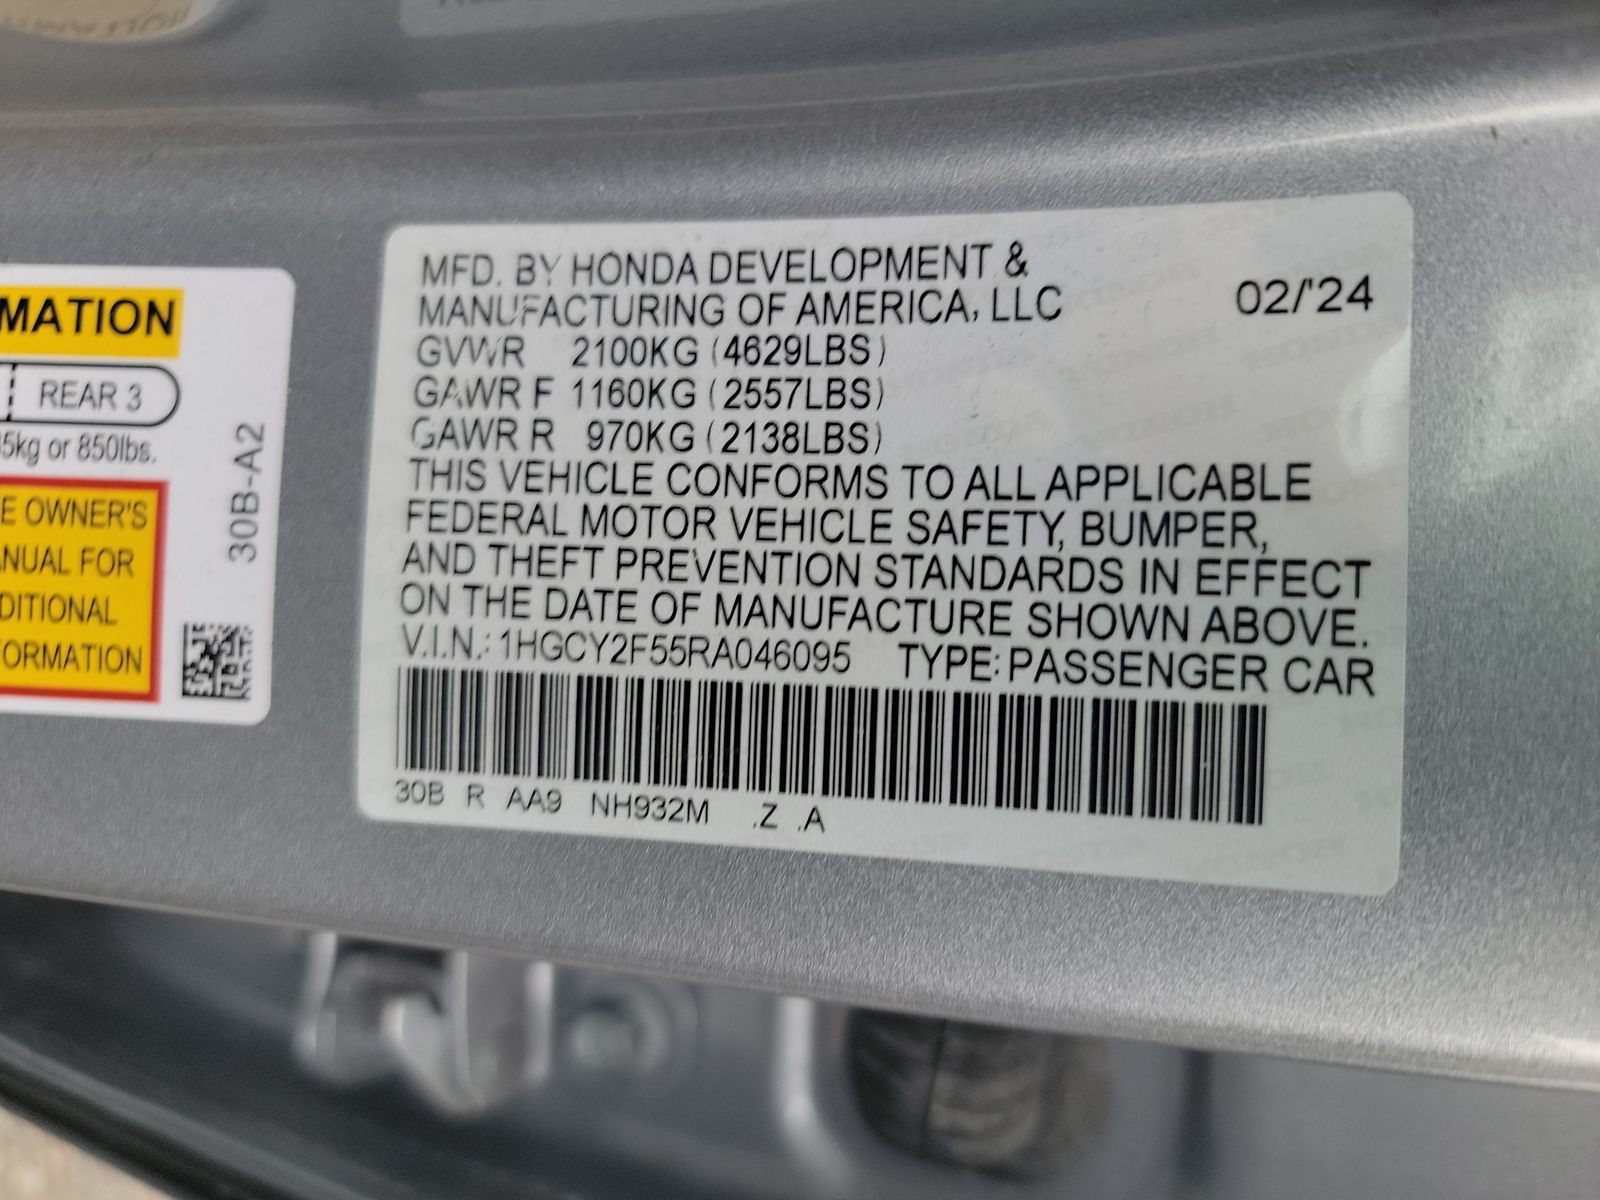 MATION
REAR 3
5kg or 850lbs.
E OWNER'S
NUAL FOR
DITIONAL
ORMATION
30B-A2
MFD. BY HONDA DEVELOPMENT &
MANUFACTURING OF AMERICA, LLC 02/'24
GVWR 2100KG (4629LBS)
GAWR F 1160KG (2557LBS)
GAWR R 970KG (2138LBS)
THIS VEHICLE CONFORMS TO ALL APPLICABLE
FEDERAL MOTOR VEHICLE SAFETY, BUMPER,
AND THEFT PREVENTION STANDARDS IN EFFECT
ON THE DATE OF MANUFACTURE SHOWN ABOVE.
V.I.N.: 1HGCY2F55RA046095 TYPE: PASSENGER CAR
30B R AA9 NH932M .Z .A